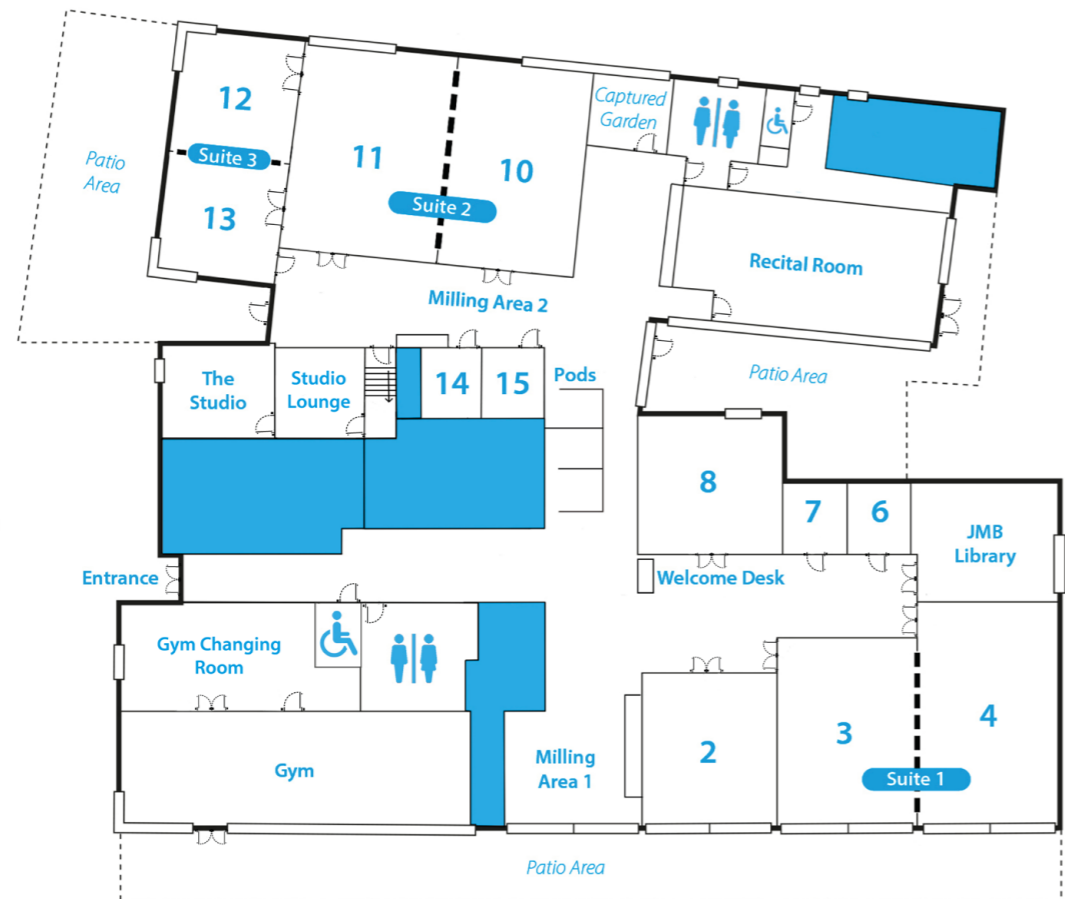 12
Suite 3
13
Patio
Area
11
Suite 2
10
Captured
Garden
Recital Room
Milling Area 2
Patio Area
The
Studio
Studio
Lounge
14
15
Pods
8
7
6
JMB
Library
Entrance
Welcome Desk
Gym Changing
Room
Gym
Milling
Area 1
2
3
Suite 1
4
Patio Area